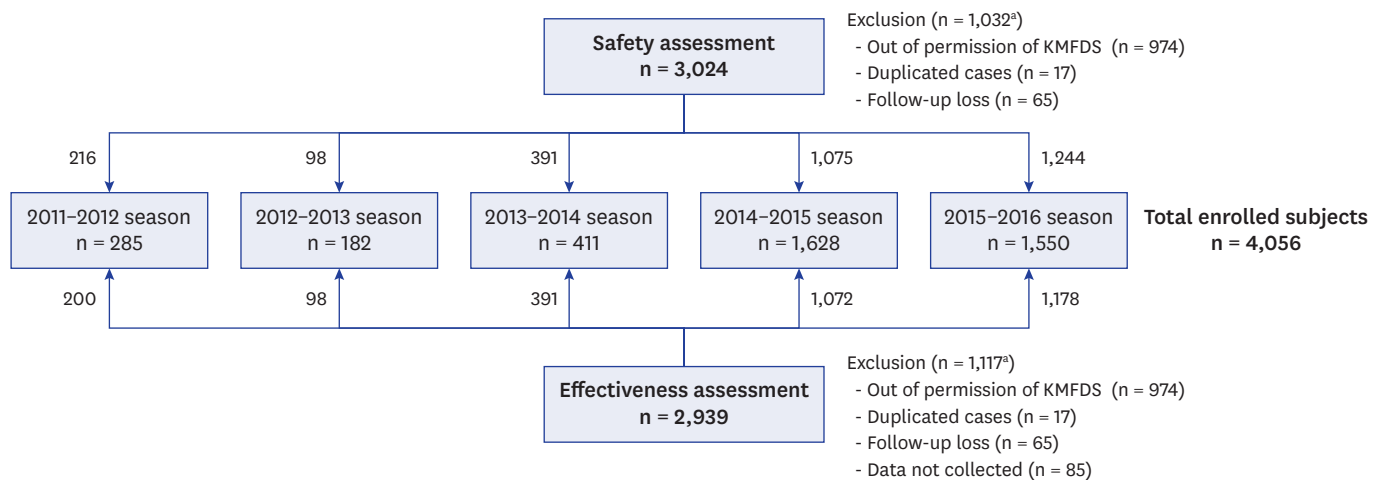 Safety assessment
n = 3,024
Exclusion (n = 1,032ᵃ)
- Out of permission of KMFDS (n = 974)
- Duplicated cases (n = 17)
- Follow-up loss (n = 65)
216
98
391
1,075
1,244
2011–2012 season
n = 285
2012–2013 season
n = 182
2013–2014 season
n = 411
2014–2015 season
n = 1,628
2015–2016 season
n = 1,550
Total enrolled subjects
n = 4,056
200
98
391
1,072
1,178
Effectiveness assessment
n = 2,939
Exclusion (n = 1,117ᵃ)
- Out of permission of KMFDS (n = 974)
- Duplicated cases (n = 17)
- Follow-up loss (n = 65)
- Data not collected (n = 85)